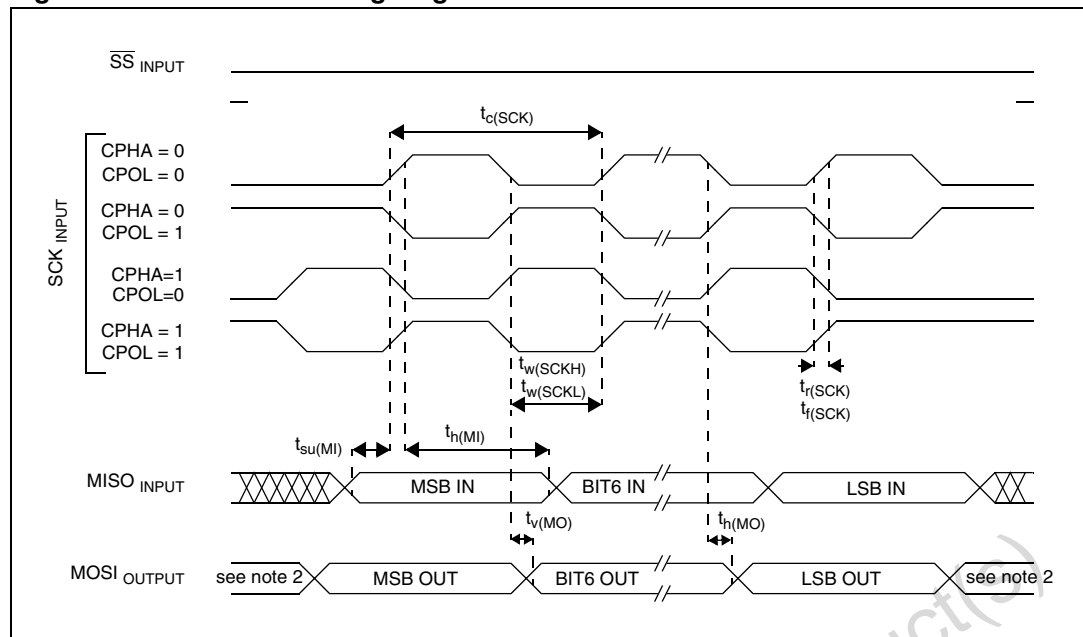 SS INPUT
tc(SCK)
CPHA = 0
CPOL = 0
CPHA = 0
CPOL = 1
SCK INPUT
CPHA=1
CPOL=0
CPHA = 1
CPOL = 1
tw(SCKH)
tw(SCKL)
tr(SCK)
tf(SCK)
tsu(MI)
th(MI)
MISO INPUT
MSB IN
BIT6 IN
LSB IN
tv(MO)
th(MO)
MOSI OUTPUT
see note 2
MSB OUT
BIT6 OUT
LSB OUT
see note 2